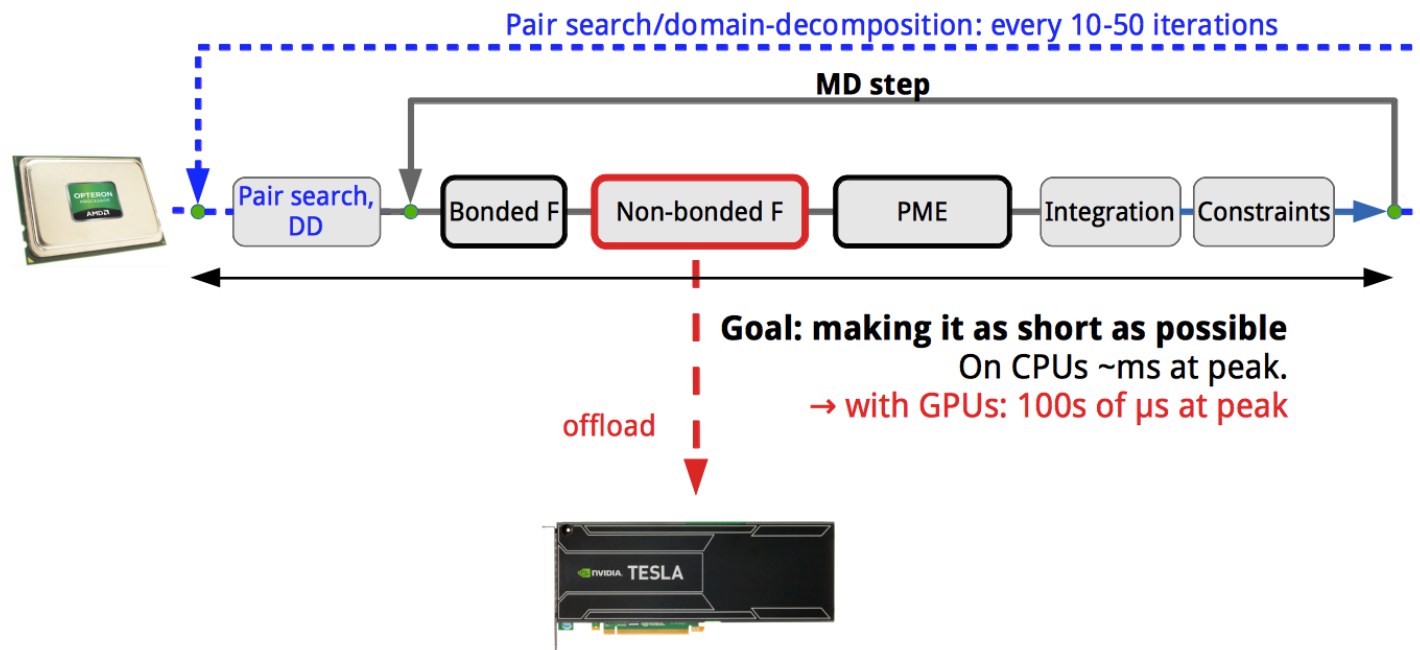 Pair search/domain-decomposition: every 10-50 iterations
MD step
OPTERON
PROCESSOR
AMD
Pair search,
DD
Bonded F
Non-bonded F
PME
Integration
Constraints
Goal: making it as short as possible
On CPUs ~ms at peak.
→ with GPUs: 100s of µs at peak
offload
NVIDIA. TESLA